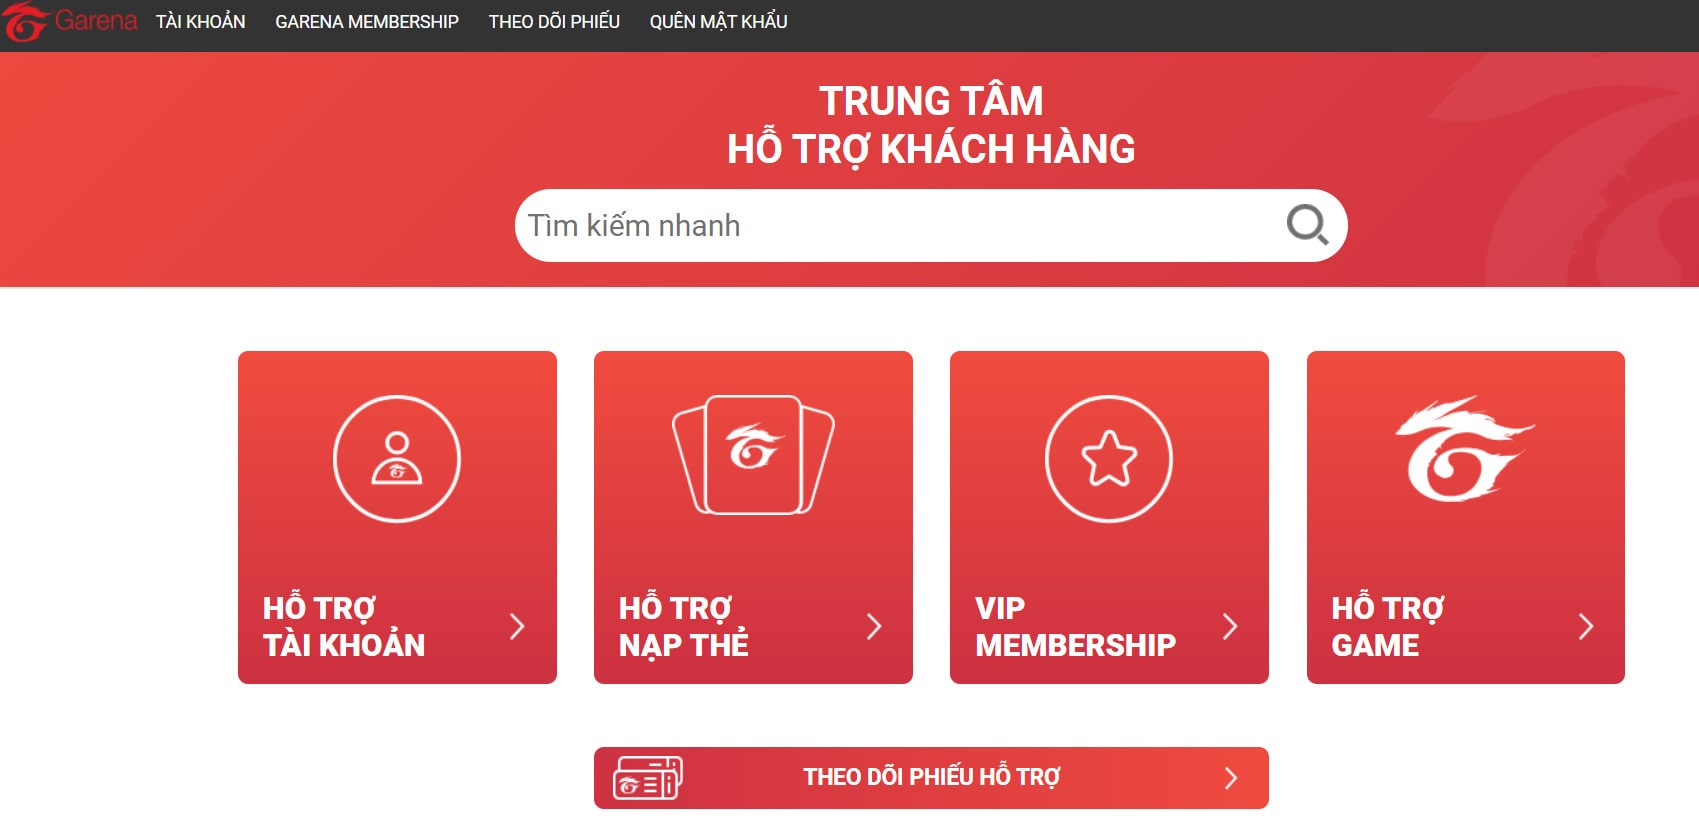 Garena TÀI KHOẢN GARENA MEMBERSHIP THEO DÕI PHIẾU QUÊN MẬT KHẨU
TRUNG TÂM
HỖ TRỢ KHÁCH HÀNG
Tìm kiếm nhanh
HỖ TRỢ
TÀI KHOẢN
HỖ TRỢ
NẠP THẺ
VIP
MEMBERSHIP
HỖ TRỢ
GAME
THEO DÕI PHIẾU HỖ TRỢ